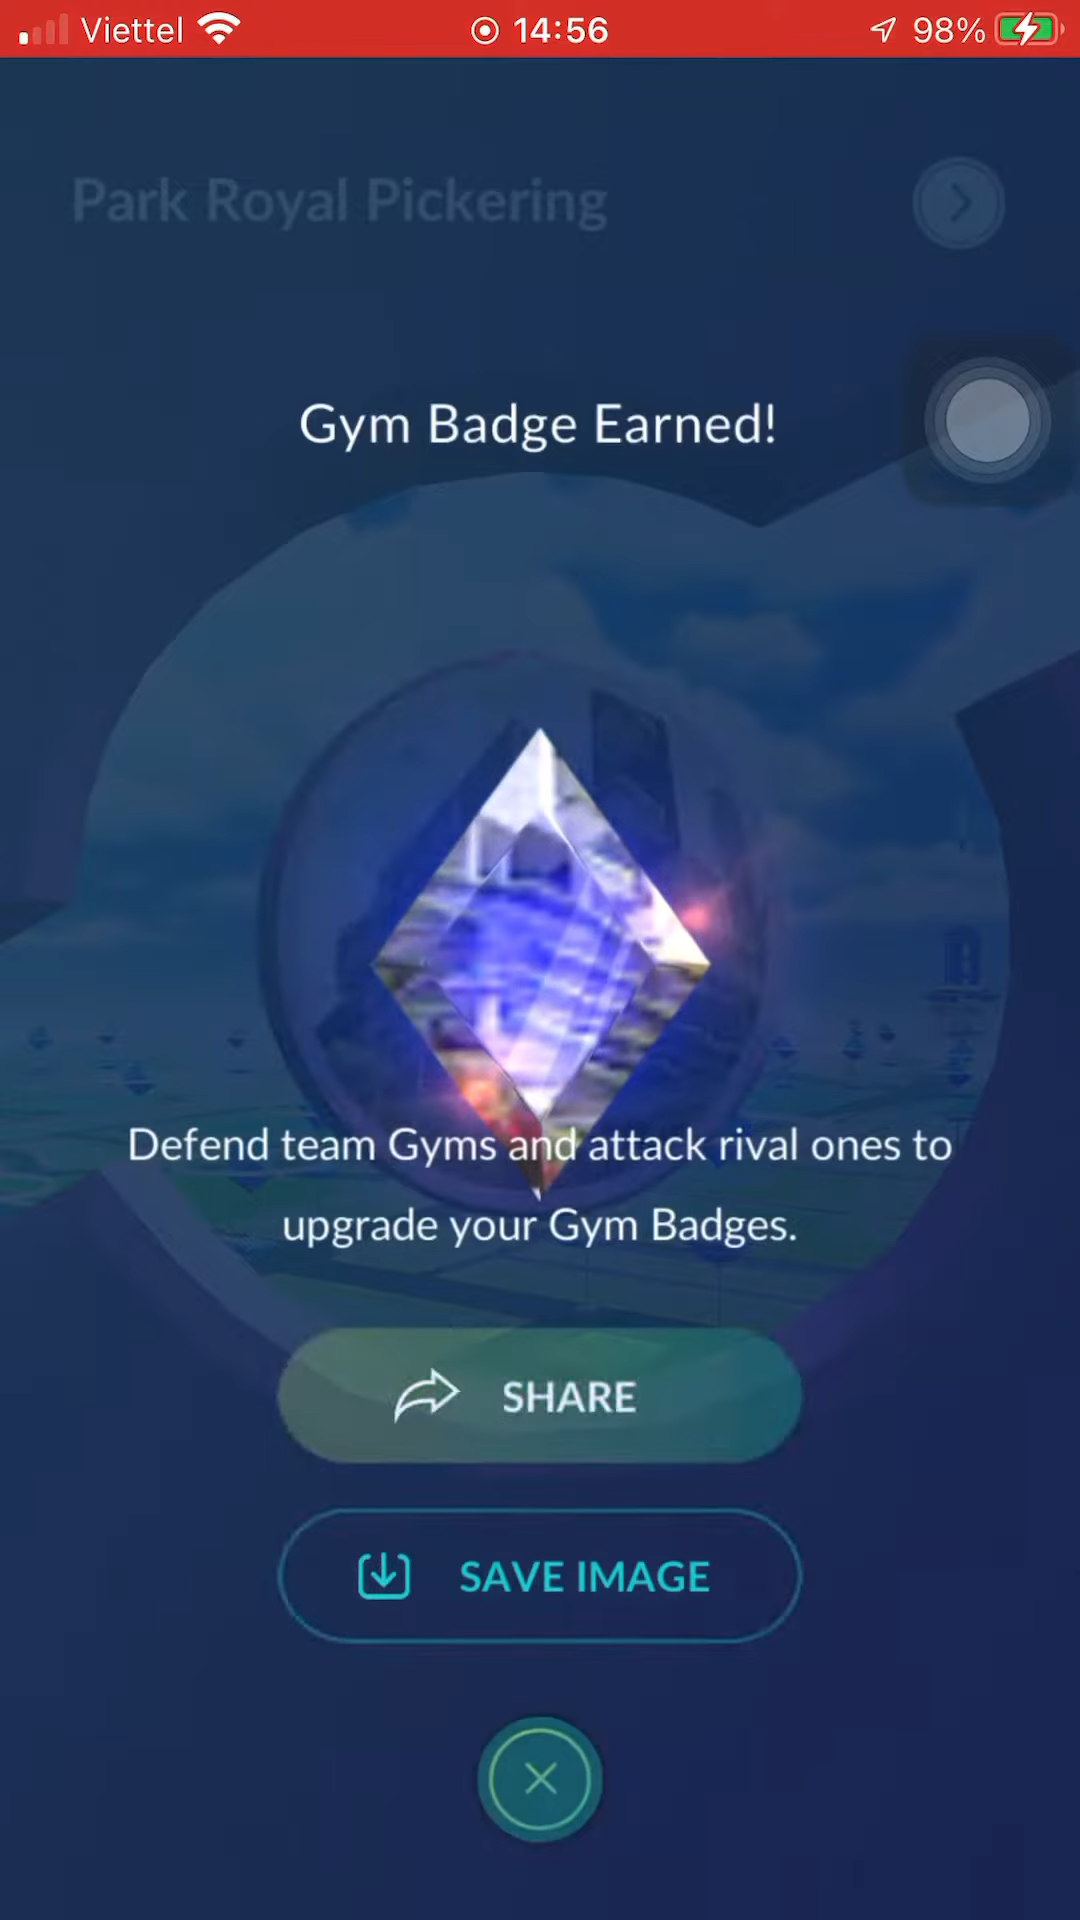 Viettel 14:56 98%
Park Royal Pickering
Gym Badge Earned!
Defend team Gyms and attack rival ones to
upgrade your Gym Badges.
SHARE
SAVE IMAGE